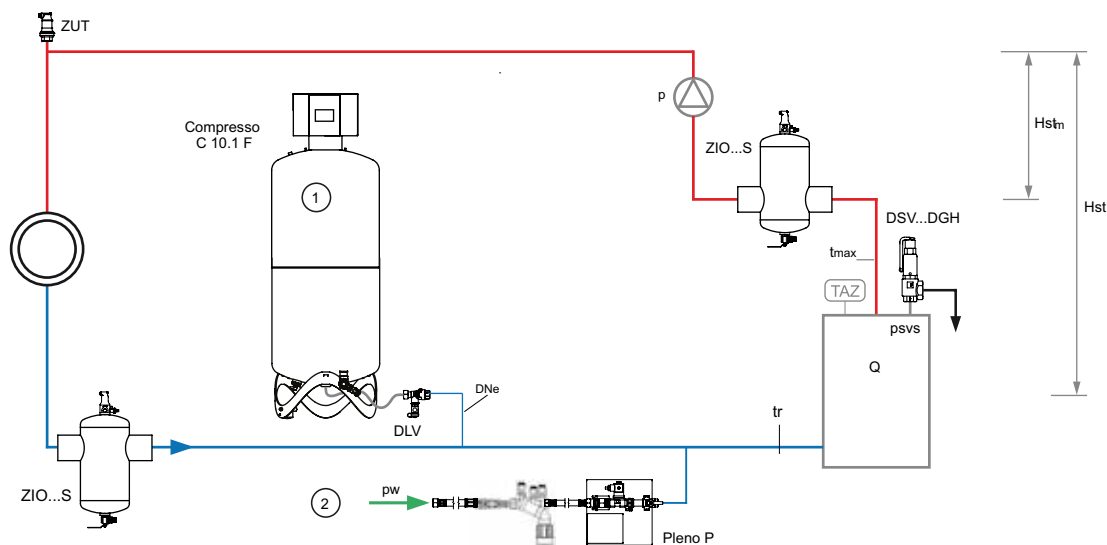 ZUT
p
Compresso
C 10.1 F
ZIO...S
Hstm
1
DSV...DGH
Hst
tmax
TAZ
psvs
Q
DNe
DLV
tr
ZIO...S
2
pw
Pleno P